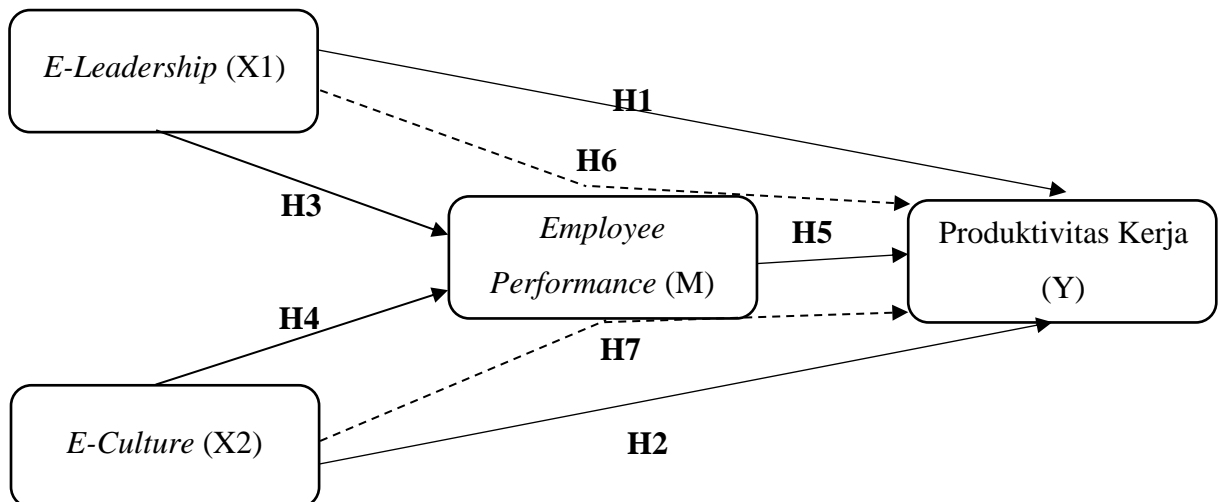 E-Leadership (X1)
H1
H6
H3
Employee
Performance (M)
H5
Produktivitas Kerja
(Y)
H4
H7
E-Culture (X2)
H2